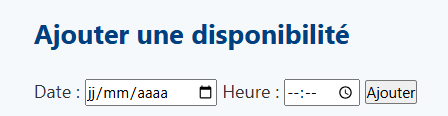 Ajouter une disponibilité
Date : jj/mm/aaaa Heure : --:-- Ajouter